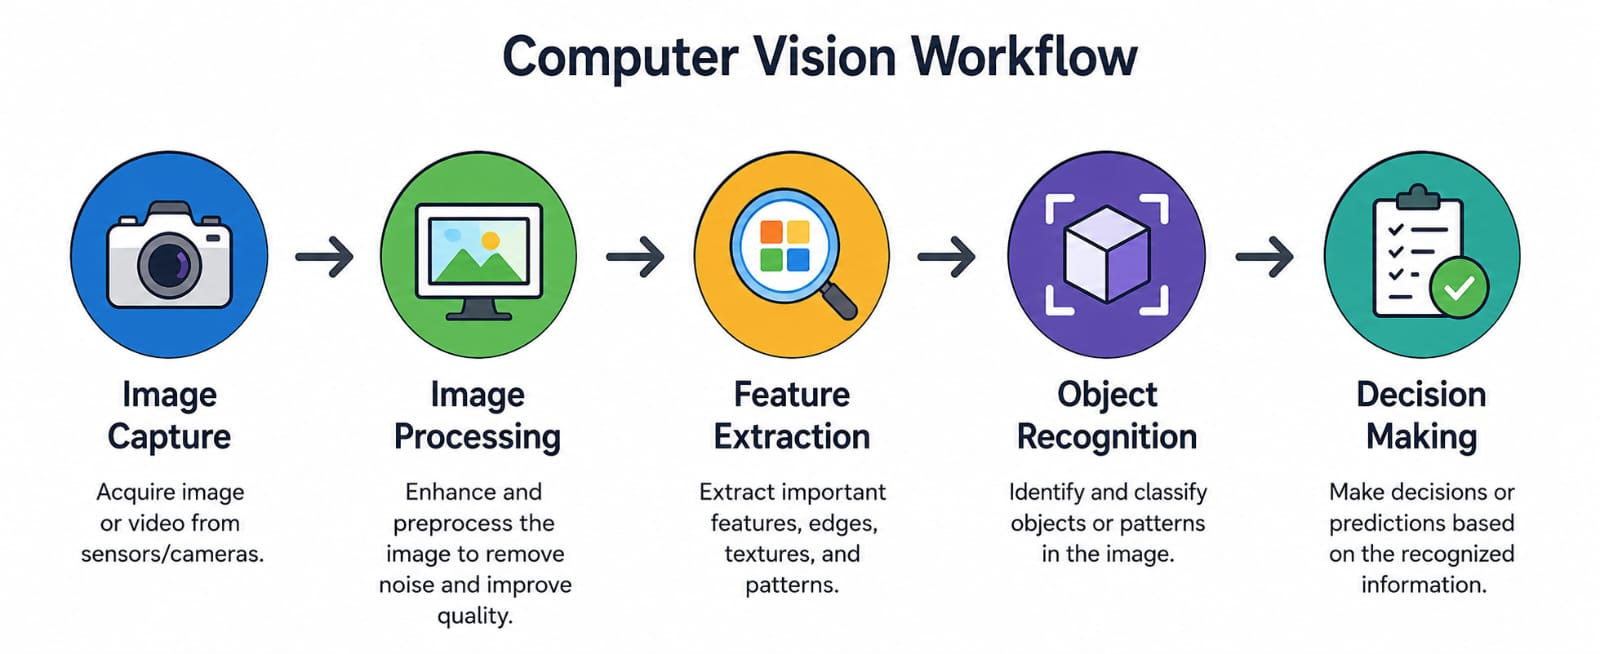 Computer Vision Workflow
Image
Capture
Acquire image
or video from
sensors/cameras.
Image
Processing
Enhance and
preprocess the
image to remove
noise and improve
quality.
Feature
Extraction
Extract important
features, edges,
textures, and
patterns.
Object
Recognition
Identify and classify
objects or patterns
in the image.
Decision
Making
Make decisions or
predictions based
on the recognized
information.